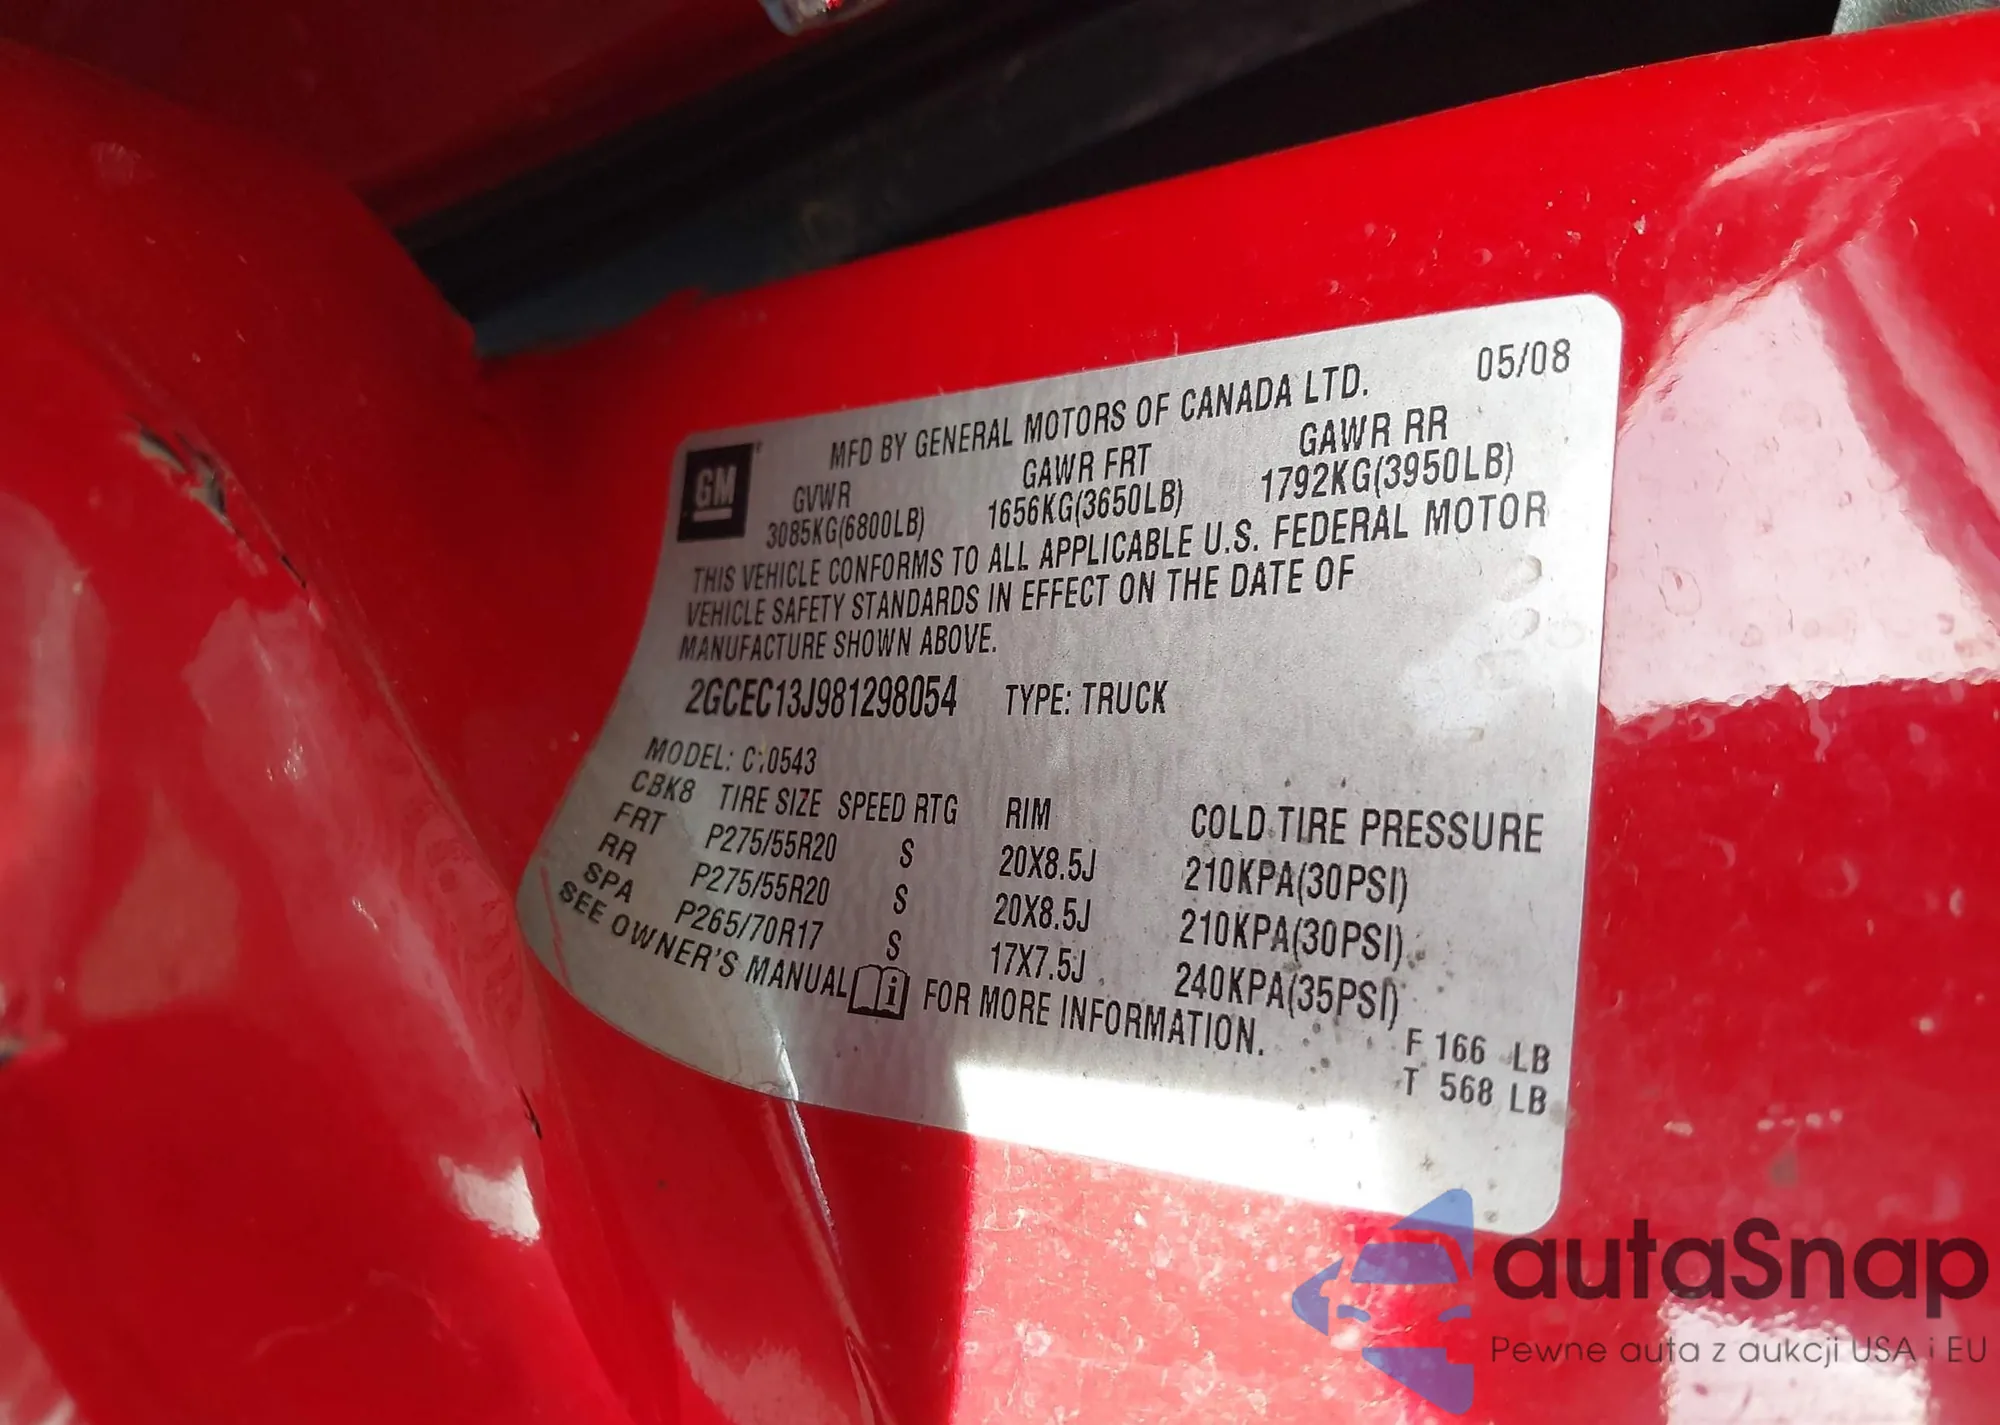 05/08
MFD BY GENERAL MOTORS OF CANADA LTD.
GM
GVWR GAWR FRT GAWR RR
3085KG(6800LB) 1656KG(3650LB) 1792KG(3950LB)
THIS VEHICLE CONFORMS TO ALL APPLICABLE U.S. FEDERAL MOTOR
VEHICLE SAFETY STANDARDS IN EFFECT ON THE DATE OF
MANUFACTURE SHOWN ABOVE.
2GCEC13J981298054 TYPE: TRUCK
MODEL: C10543
CBK8 TIRE SIZE SPEED RTG RIM COLD TIRE PRESSURE
FRT P275/55R20 S 20X8.5J 210KPA(30PSI)
RR P275/55R20 S 20X8.5J 210KPA(30PSI)
SPA P265/70R17 S 17X7.5J 240KPA(35PSI)
SEE OWNER'S MANUAL i FOR MORE INFORMATION.
F 166 LB
T 568 LB
autaSnap
Pewne auta z aukcji USA i EU